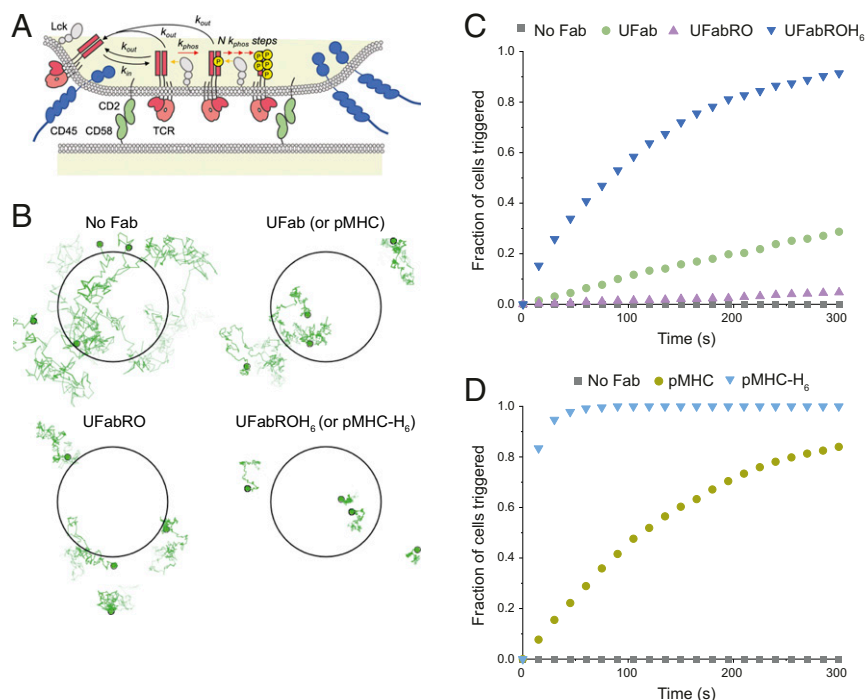 A
Lck
k_out
k_out
k_out
k_in
k_phos
N k_phos steps
P
P
P
P
P
P
P
CD2
CD45
CD58
TCR
B
No Fab
UFab (or pMHC)
UFabRO
UFabROH6 (or pMHC-H6)
C
No Fab UFab UFabRO UFabROH6
Fraction of cells triggered
1.0
0.8
0.6
0.4
0.2
0.0
0 100 200 300
Time (s)
D
No Fab pMHC pMHC-H6
Fraction of cells triggered
1.0
0.8
0.6
0.4
0.2
0.0
0 100 200 300
Time (s)